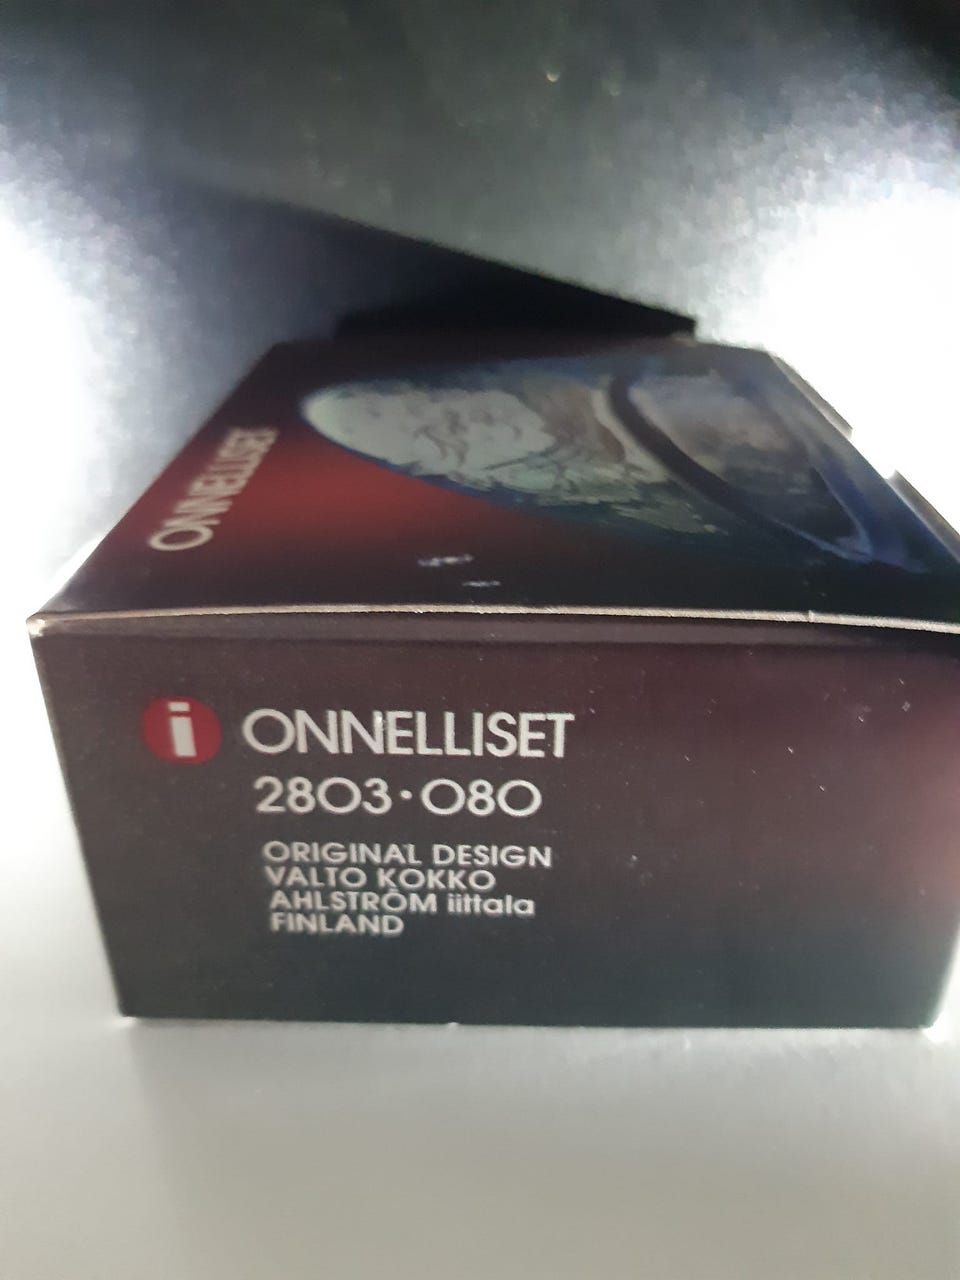 ONNELLISET
i ONNELLISET
2803·080
ORIGINAL DESIGN
VALTO KOKKO
AHLSTRÖM iittala
FINLAND